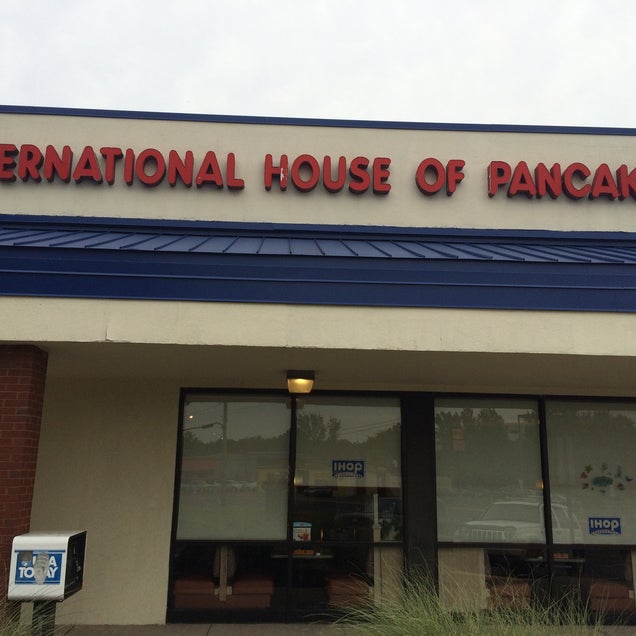 ERNATIONAL HOUSE OF PANCAK
IHOP
IHOP
USA
TODAY